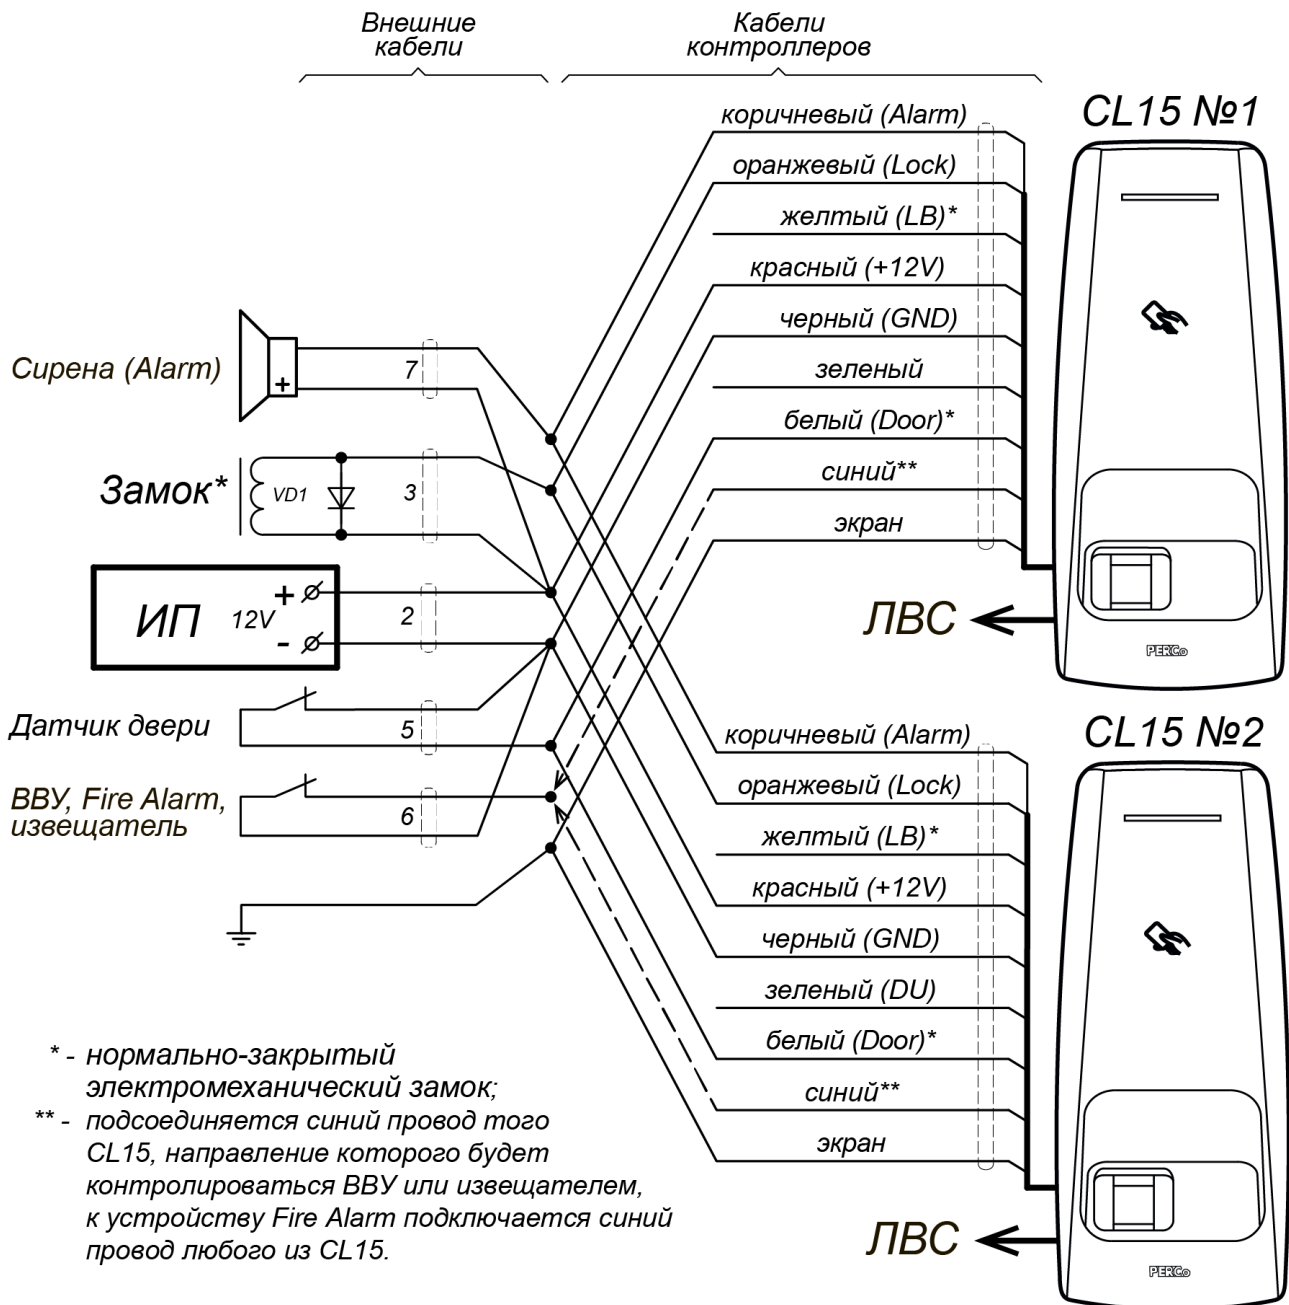 Внешние
кабели
Кабели
контроллеров
CL15 №1
коричневый (Alarm)
оранжевый (Lock)
желтый (LB)*
красный (+12V)
черный (GND)
зеленый
белый (Door)*
синий**
экран
ЛВС
PERCo
Сирена (Alarm)
+
7
Замок*
VD1
3
ИП
12V
+
-
2
Датчик двери
5
ВВУ, Fire Alarm,
извещатель
6
CL15 №2
коричневый (Alarm)
оранжевый (Lock)
желтый (LB)*
красный (+12V)
черный (GND)
зеленый (DU)
белый (Door)*
синий**
экран
ЛВС
PERCo
* - нормально-закрытый
электромеханический замок;
** - подсоединяется синий провод того
CL15, направление которого будет
контролироваться ВВУ или извещателем,
к устройству Fire Alarm подключается синий
провод любого из CL15.